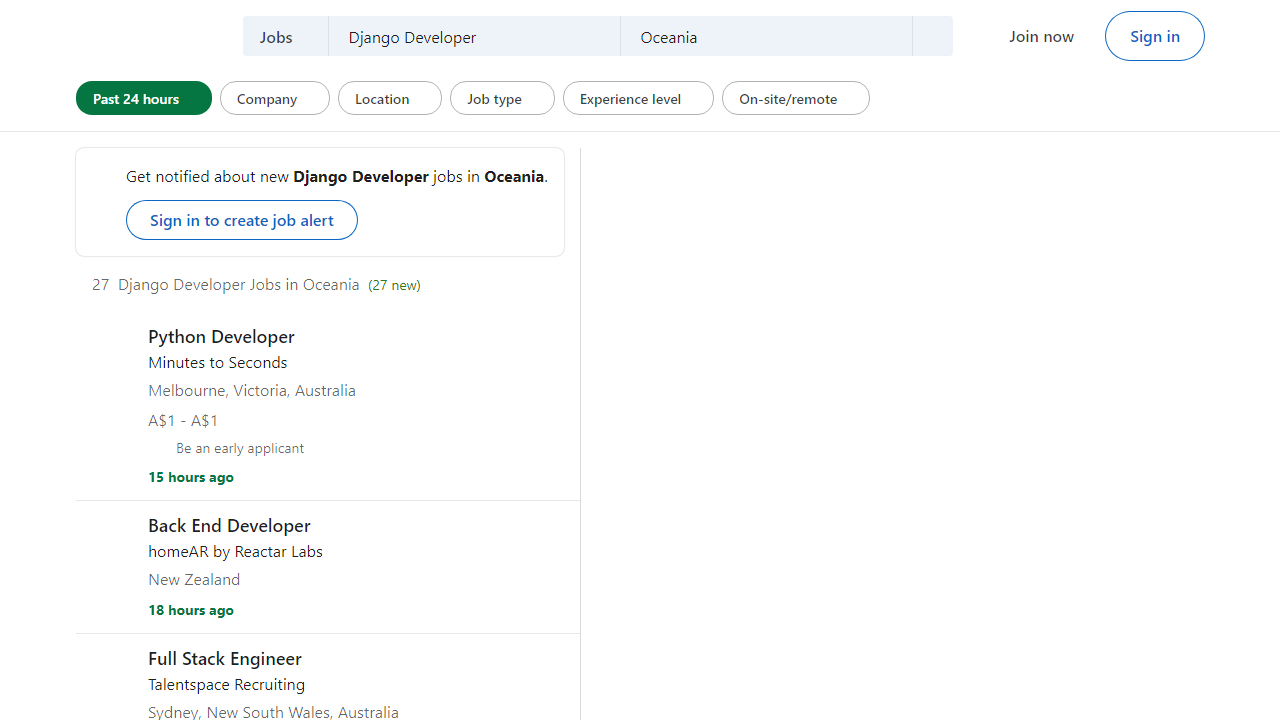 Jobs Django Developer Oceania Join now Sign in
Past 24 hours Company Location Job type Experience level On-site/remote
Get notified about new Django Developer jobs in Oceania.
Sign in to create job alert
27 Django Developer Jobs in Oceania (27 new)
Python Developer
Minutes to Seconds
Melbourne, Victoria, Australia
A$1 - A$1
Be an early applicant
15 hours ago
Back End Developer
homeAR by Reactar Labs
New Zealand
18 hours ago
Full Stack Engineer
Talentspace Recruiting
Sydney, New South Wales, Australia